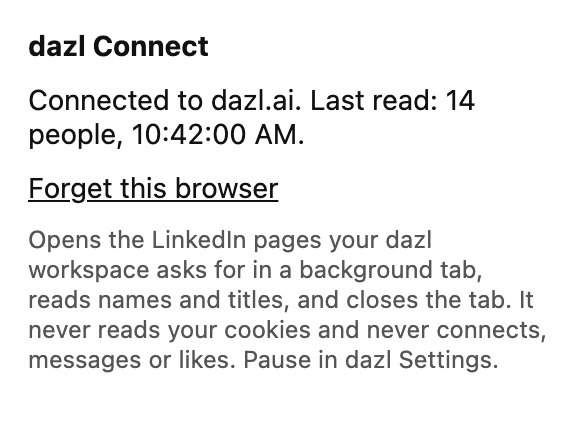 dazl Connect
Connected to dazl.ai. Last read: 14
people, 10:42:00 AM.
Forget this browser
Opens the LinkedIn pages your dazl
workspace asks for in a background tab,
reads names and titles, and closes the tab. It
never reads your cookies and never connects,
messages or likes. Pause in dazl Settings.